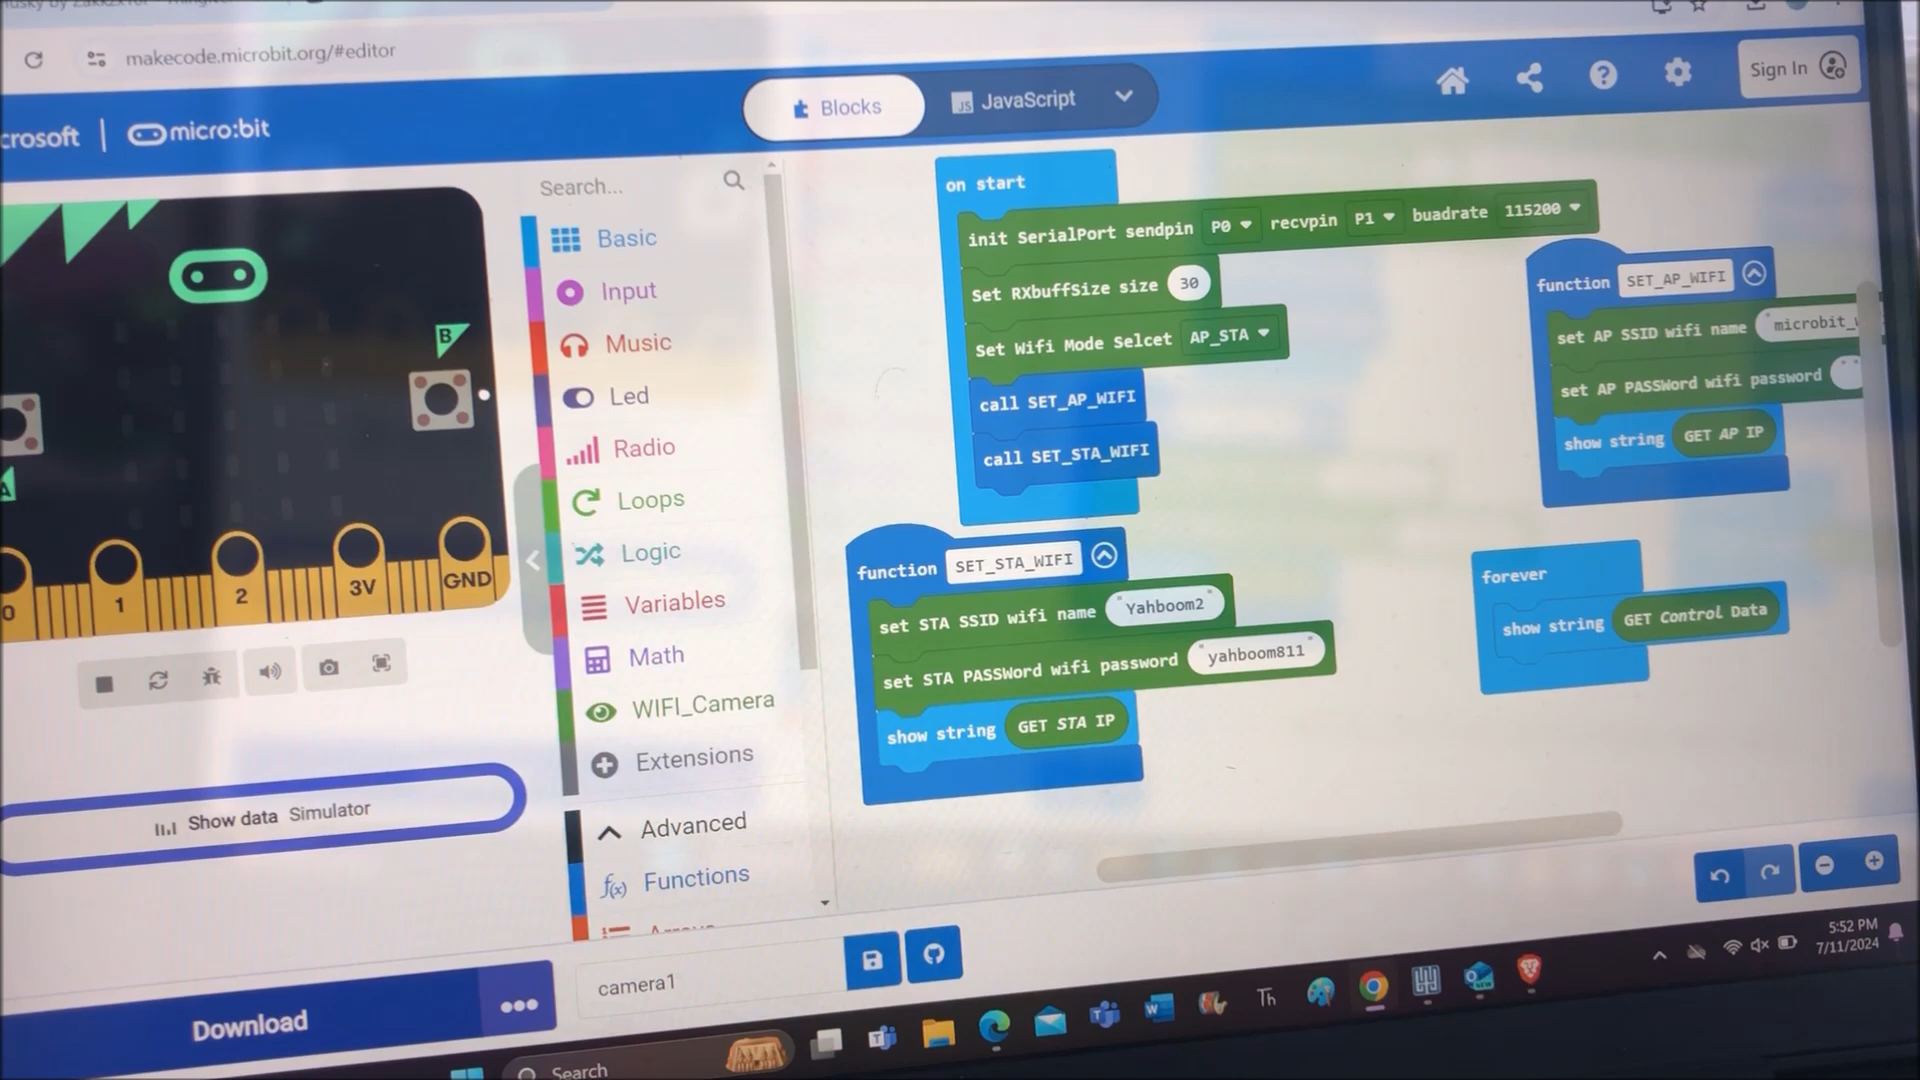 makecode.microbit.org/#editor
crosoft | micro:bit
Blocks
JS JavaScript
Sign In
Search...
Basic
Input
Music
Led
Radio
Loops
Logic
Variables
Math
WIFI_Camera
Extensions
Advanced
Functions
B
A
0
1
2
3V
GND
Show data Simulator
Download
camera1
on start
init SerialPort sendpin P0 recvpin P1 buadrate 115200
Set RXbuffSize size 30
Set Wifi Mode Selcet AP_STA
call SET_AP_WIFI
call SET_STA_WIFI
function SET_AP_WIFI
set AP SSID wifi name "microbit_
set AP PASSWord wifi password " "
show string GET AP IP
function SET_STA_WIFI
set STA SSID wifi name "Yahboom2"
set STA PASSWord wifi password "yahboom811"
show string GET STA IP
forever
show string GET Control Data
Search
Th
NEW
5:52 PM
7/11/2024